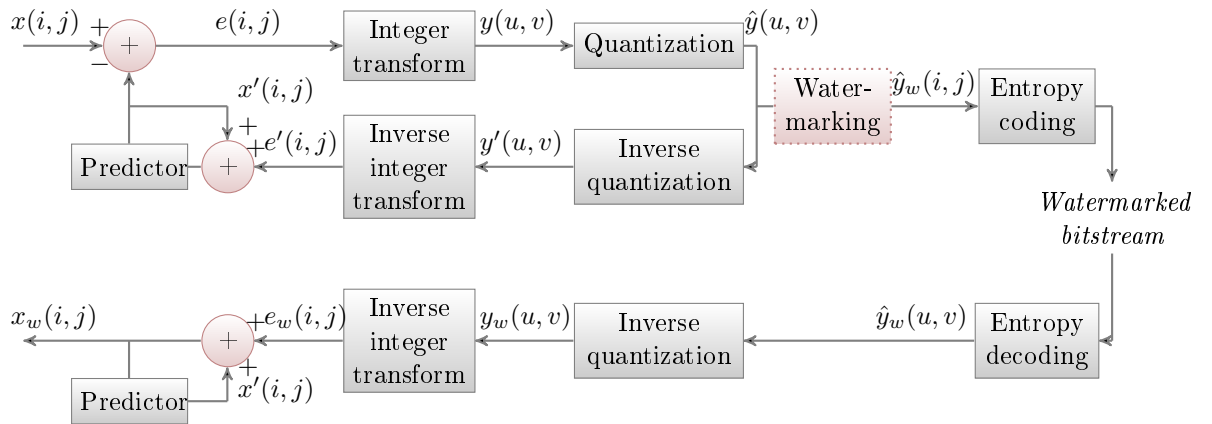 x(i, j)
+
−
+
e(i, j)
Integer
transform
y(u, v)
Quantization
ŷ(u, v)
Water-
marking
ŷ_w(i, j)
Entropy
coding
x′(i, j)
+
+
+
e′(i, j)
Predictor
Inverse
integer
transform
y′(u, v)
Inverse
quantization
Watermarked
bitstream
x_w(i, j)
+
+
+
e_w(i, j)
x′(i, j)
Predictor
Inverse
integer
transform
y_w(u, v)
Inverse
quantization
ŷ_w(u, v)
Entropy
decoding